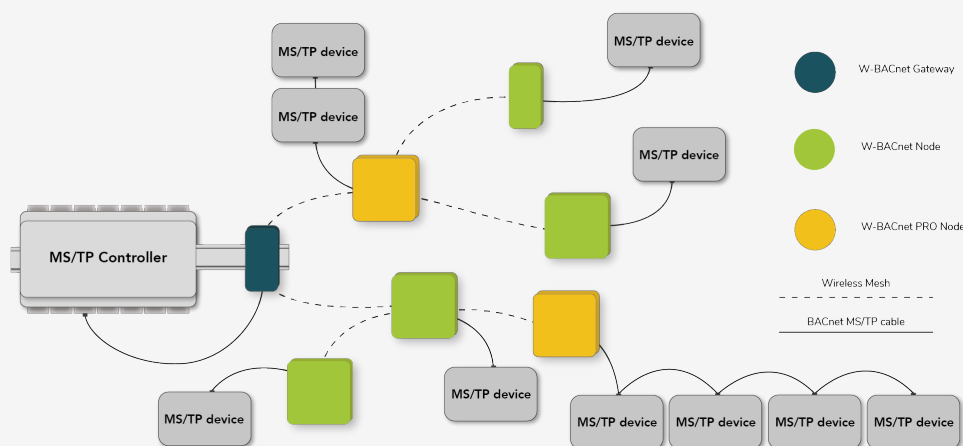 MS/TP device
MS/TP device
MS/TP device
W-BACnet Gateway
W-BACnet Node
MS/TP device
W-BACnet PRO Node
MS/TP Controller
Wireless Mesh
BACnet MS/TP cable
MS/TP device
MS/TP device
MS/TP device
MS/TP device
MS/TP device
MS/TP device